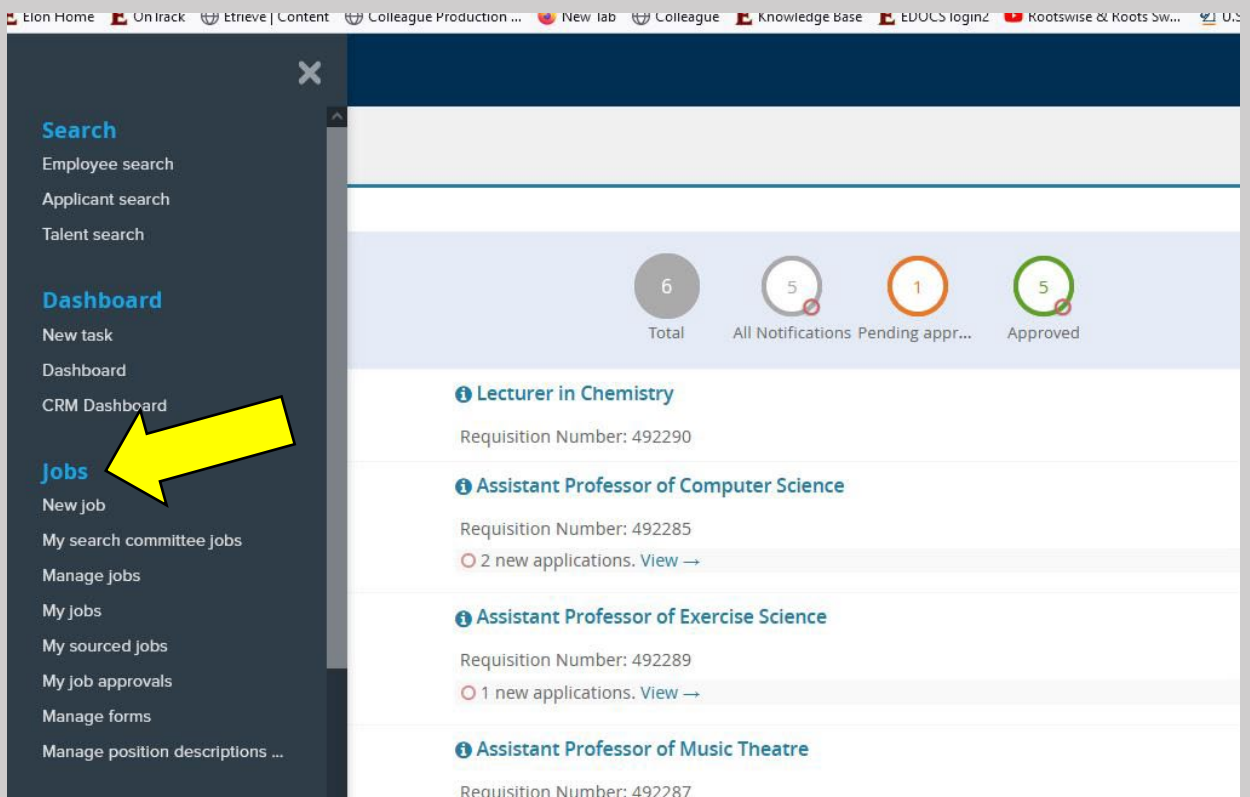 Elon Home OnTrack Etrieve | Content Colleague Production ... New Tab Colleague Knowledge Base EDOCS login2 Rootswise & Roots Sw... U.S
Search
Employee search
Applicant search
Talent search
Dashboard
New task
Dashboard
CRM Dashboard
Jobs
New job
My search committee jobs
Manage jobs
My jobs
My sourced jobs
My job approvals
Manage forms
Manage position descriptions ...
6 5 1 5
Total All Notifications Pending appr... Approved
Lecturer in Chemistry
Requisition Number: 492290
Assistant Professor of Computer Science
Requisition Number: 492285
2 new applications. View →
Assistant Professor of Exercise Science
Requisition Number: 492289
1 new applications. View →
Assistant Professor of Music Theatre
Requisition Number: 492287